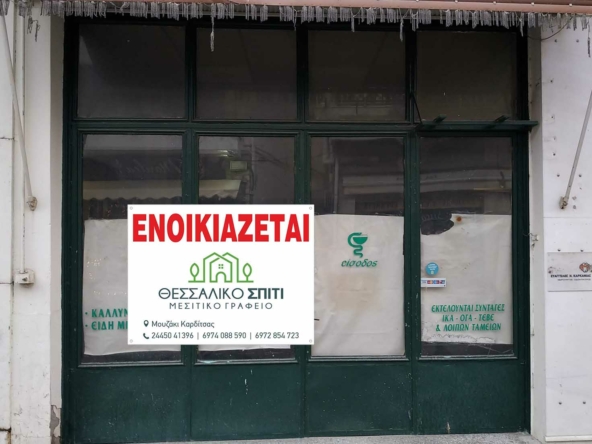 ΕΝΟΙΚΙΑΖΕΤΑΙ
ΘΕΣΣΑΛΙΚΟ ΣΠΙΤΙ
ΜΕΣΙΤΙΚΟ ΓΡΑΦΕΙΟ
Μουζάκι Καρδίτσας
24450 41396 | 6974 088 590 | 6972 854 723
· ΚΑΛΛΥΝ
· ΕΙΔΗ
είσοδος
ΕΚΤΕΛΟΥΝΤΑΙ ΣΥΝΤΑΓΕΣ
ΙΚΑ - ΟΓΑ - ΤΕΒΕ
& ΛΟΙΠΩΝ ΤΑΜΕΙΩΝ